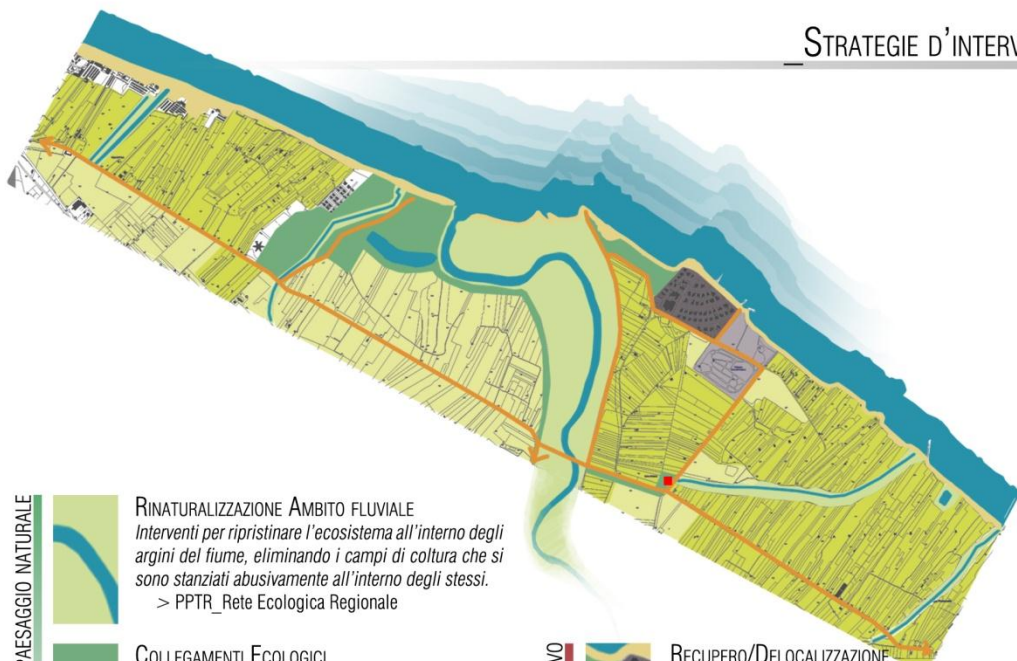 _STRATEGIE D'INTERV
PAESAGGIO NATURALE
RINATURALIZZAZIONE AMBITO FLUVIALE
Interventi per ripristinare l'ecosistema all'interno degli
argini del fiume, eliminando i campi di coltura che si
sono stanziati abusivamente all'interno degli stessi.
> PPTR_Rete Ecologica Regionale
COLLEGAMENTI ECOLOGICI
VO
RECUPERO/DELOCALIZZAZIONE